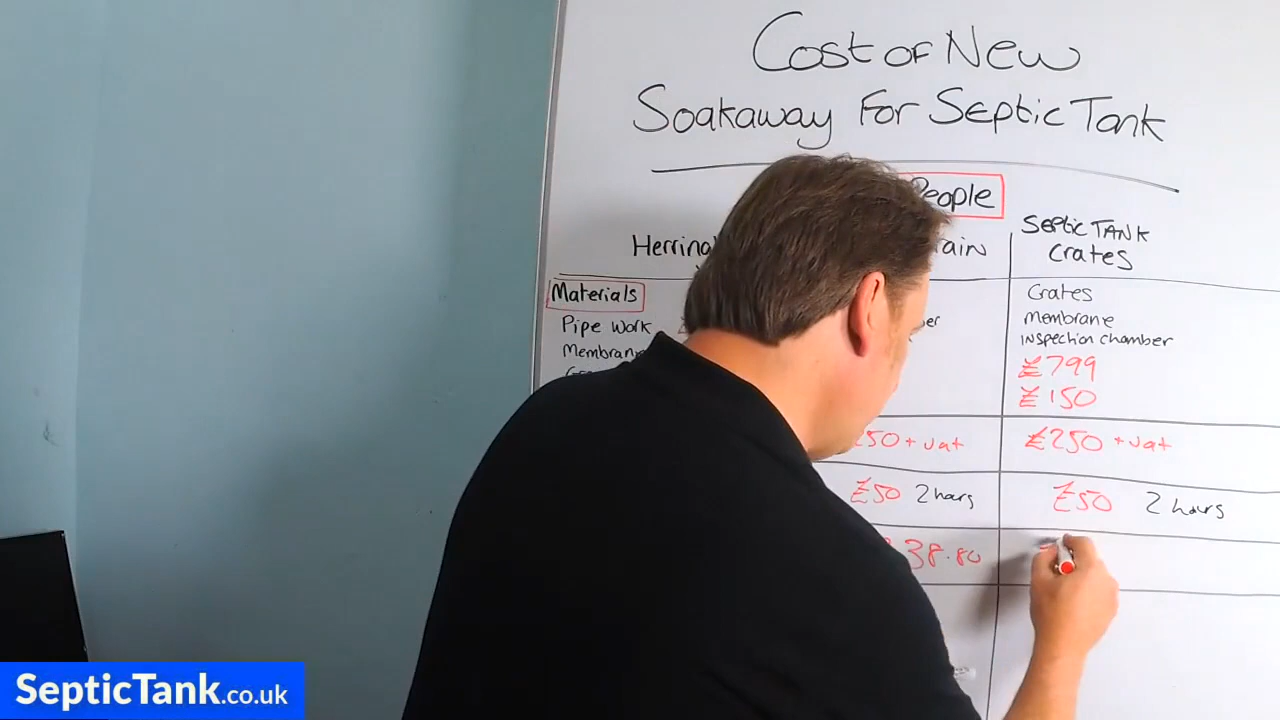 Cost of New
Soakaway For Septic Tank
People
Septic TANK
Crates
Materials
Crates
Pipe Work
membrane
Membrane
inspection chamber
£799
£150
50 + vat
£250 + vat
£50 2 hours
£50 2 hours
38.80
SepticTank.co.uk